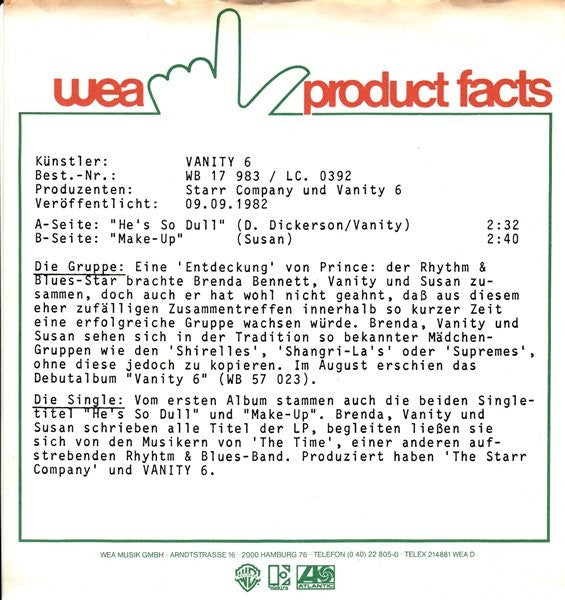 wea product facts
Künstler: VANITY 6
Best.-Nr.: WB 17 983 / LC. 0392
Produzenten: Starr Company und Vanity 6
Veröffentlicht: 09.09.1982
A-Seite: "He's So Dull" (D. Dickerson/Vanity) 2:32
B-Seite: "Make-Up" (Susan) 2:40
Die Gruppe: Eine 'Entdeckung' von Prince: der Rhythm &
Blues-Star brachte Brenda Bennett, Vanity und Susan zu-
sammen, doch auch er hat wohl nicht geahnt, daß aus diesem
eher zufälligen Zusammentreffen innerhalb so kurzer Zeit
eine erfolgreiche Gruppe wachsen würde. Brenda, Vanity und
Susan sehen sich in der Tradition so bekannter Mädchen-
Gruppen wie den 'Shirelles', 'Shangri-La's' oder 'Supremes',
ohne diese jedoch zu kopieren. Im August erschien das
Debutalbum "Vanity 6" (WB 57 023).
Die Single: Vom ersten Album stammen auch die beiden Single-
titel "He's So Dull" und "Make-Up". Brenda, Vanity und
Susan schrieben alle Titel der LP, begleiten ließen sie
sich von den Musikern von 'The Time', einer anderen auf-
strebenden Rhyhtm & Blues-Band. Produziert haben 'The Starr
Company' und VANITY 6.
WEA MUSIK GMBH · ARNDTSTRASSE 16 · 2000 HAMBURG 76 · TELEFON (0 40) 22 805-0 · TELEX 214881 WEA D
elektra ATLANTIC